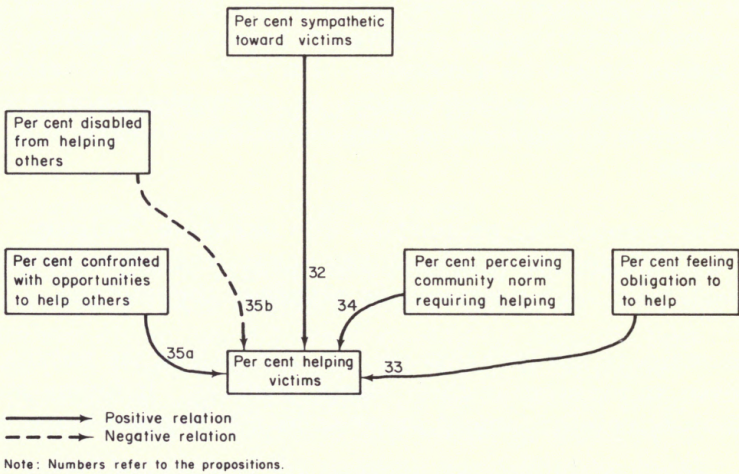 Per cent sympathetic
toward victims
Per cent disabled
from helping
others
Per cent confronted
with opportunities
to help others
Per cent perceiving
community norm
requiring helping
Per cent feeling
obligation to
to help
32
35b
34
35a
33
Per cent helping
victims
Positive relation
Negative relation
Note: Numbers refer to the propositions.